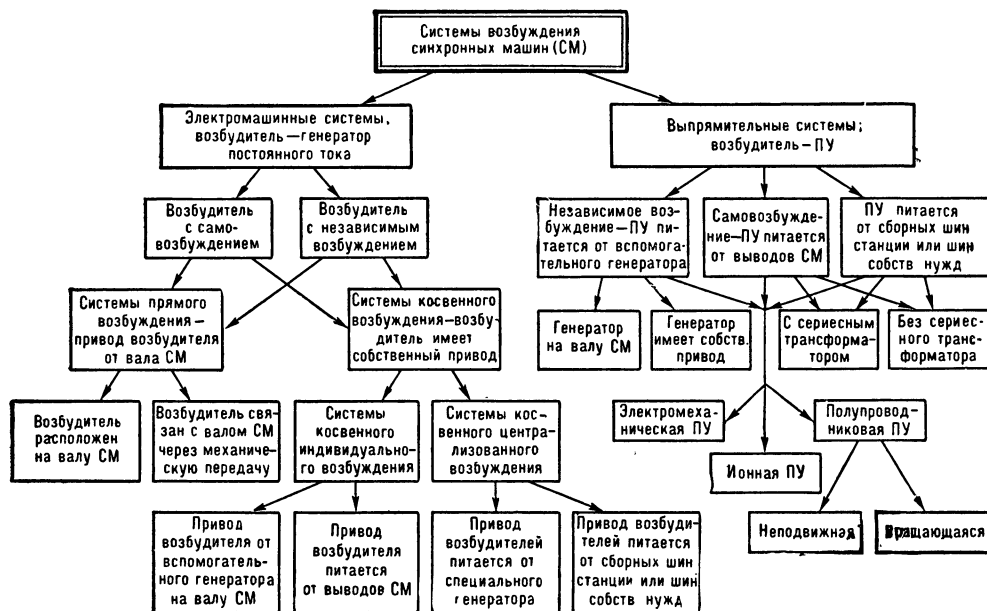 Системы возбуждения
синхронных машин (СМ)
Электромашинные системы,
возбудитель — генератор
постоянного тока
Выпрямительные системы;
возбудитель – ПУ
Возбудитель
с само-
возбуждением
Возбудитель
с независимым
возбуждением
Независимое воз-
буждение—ПУ пи-
тается от вспомога-
тельного генератора
Самовозбужде-
ние—ПУ питается
от выводов СМ
ПУ питается
от сборных шин
станции или шин
собств нужд
Системы прямого
возбуждения —
привод возбудителя
от вала СМ
Системы косвенного
возбуждения—возбу-
дитель имеет
собственный привод
Генератор
на валу СМ
Генератор
имеет собств.
привод
С сериесным
трансформа-
тором
Без сериес-
ного транс-
форматора
Возбудитель
расположен
на валу СМ
Возбудитель свя-
зан с валом СМ
через механиче-
скую передачу
Системы
косвенного
индивидуально-
го возбуждения
Системы кос-
венного центра-
лизованного
возбуждения
Электромеха-
ническая ПУ
Полупровод-
никовая ПУ
Ионная ПУ
Неподвижная
Вращающаяся
Привод
возбудителя от
вспомогатель-
ного генератора
на валу СМ
Привод
возбудителя
питается
от выводов СМ
Привод
возбудителей
питается от
специального
генератора
Привод возбуди-
телей питается
от сборных шин
станции или шин
собств нужд